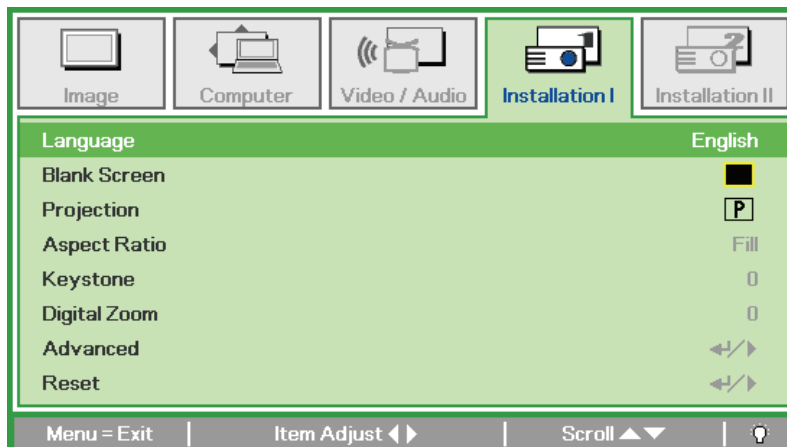 Image Computer Video / Audio Installation I Installation II
Language English
Blank Screen
Projection P
Aspect Ratio Fill
Keystone 0
Digital Zoom 0
Advanced
Reset
Menu = Exit Item Adjust Scroll